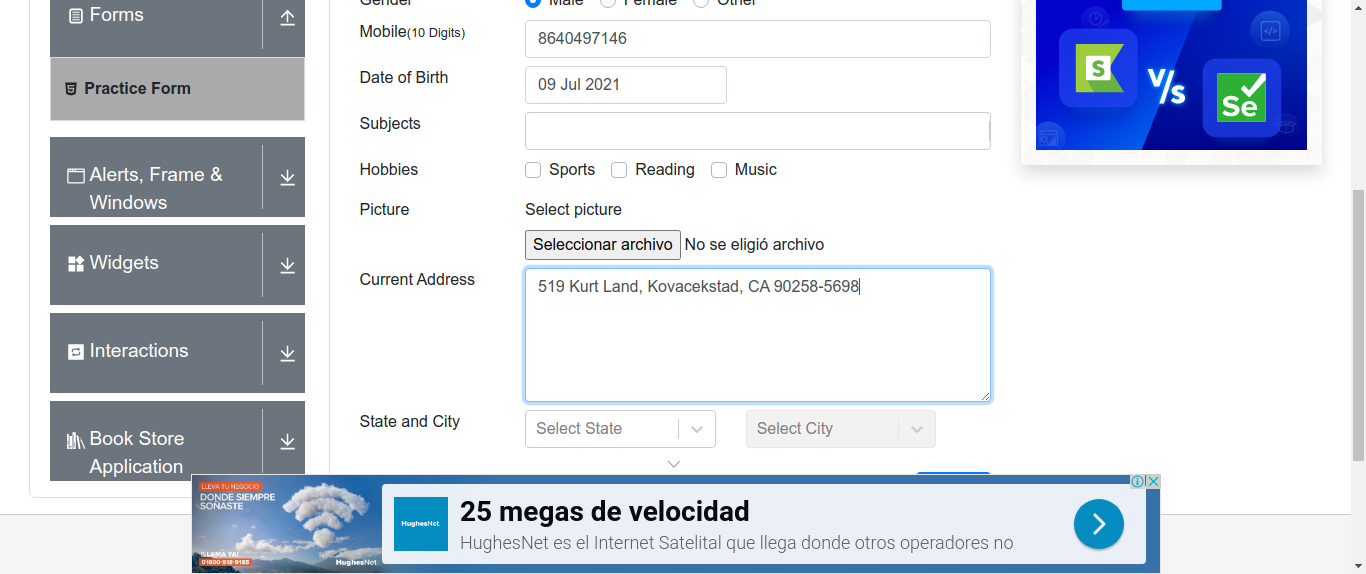 Forms
Practice Form
Alerts, Frame &
Windows
Widgets
Interactions
Book Store
Application
Gender
Male
Female
Other
Mobile(10 Digits)
8640497146
Date of Birth
09 Jul 2021
Subjects
Hobbies
Sports
Reading
Music
Picture
Select picture
Seleccionar archivo
No se eligió archivo
Current Address
519 Kurt Land, Kovacekstad, CA 90258-5698
State and City
Select State
Select City
S
V/s
Se
LLEVA TU NEGOCIO
DONDE SIEMPRE
SOÑASTE
¡LLAMA YA!
01800-518-9185
HughesNet.
HughesNet.
25 megas de velocidad
HughesNet es el Internet Satelital que llega donde otros operadores no